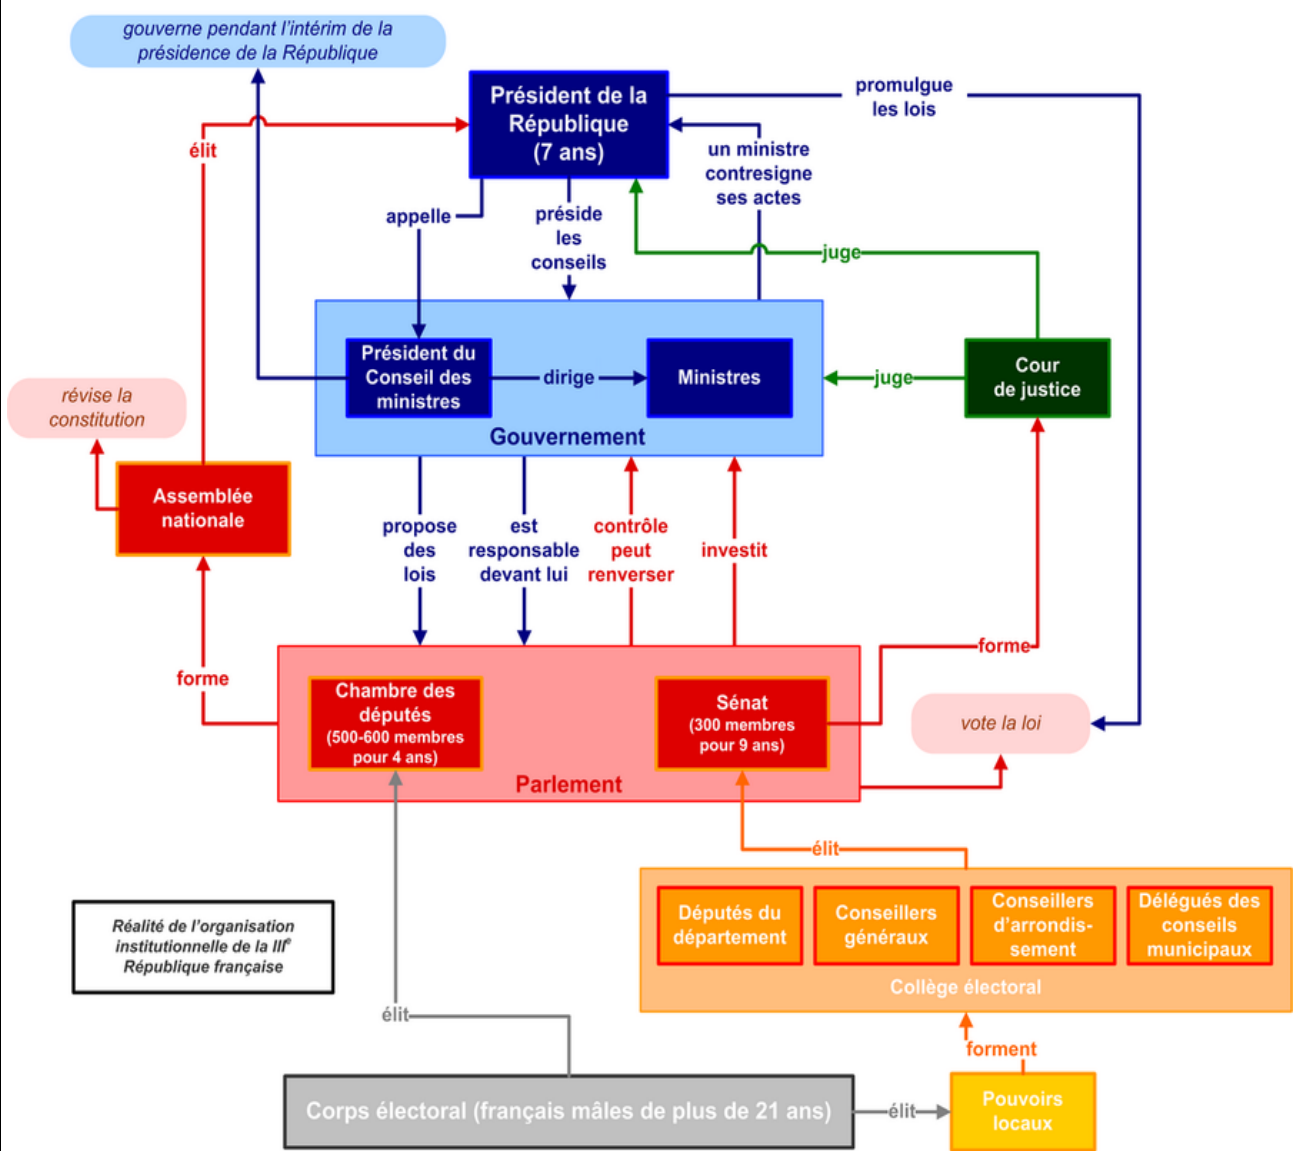 gouverne pendant l'intérim de la
présidence de la République
Président de la
République
(7 ans)
promulgue
les lois
élit
un ministre
contresigne
ses actes
appelle
préside
les
conseils
juge
Président du
Conseil des
ministres
dirige
Ministres
juge
Cour
de justice
Gouvernement
révise la
constitution
Assemblée
nationale
propose
des
lois
est
responsable
devant lui
contrôle
peut
renverser
investit
forme
forme
Chambre des
députés
(500-600 membres
pour 4 ans)
Sénat
(300 membres
pour 9 ans)
vote la loi
Parlement
élit
Députés du
département
Conseillers
généraux
Conseillers
d'arrondis-
sement
Délégués des
conseils
municipaux
Collège électoral
Réalité de l'organisation
institutionnelle de la IIIe
République française
élit
forment
Corps électoral (français mâles de plus de 21 ans)
élit
Pouvoirs
locaux